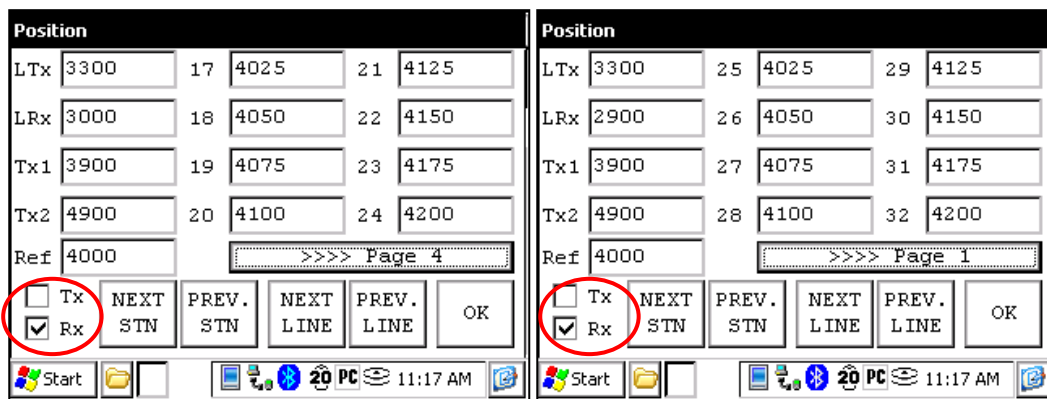 Position
LTx 3300 17 4025 21 4125
LRx 3000 18 4050 22 4150
Tx1 3900 19 4075 23 4175
Tx2 4900 20 4100 24 4200
Ref 4000 >>>> Page 4
Tx
Rx
NEXT STN
PREV. STN
NEXT LINE
PREV. LINE
OK
Start 20 PC 11:17 AM
Position
LTx 3300 25 4025 29 4125
LRx 2900 26 4050 30 4150
Tx1 3900 27 4075 31 4175
Tx2 4900 28 4100 32 4200
Ref 4000 >>>> Page 1
Tx
Rx
NEXT STN
PREV. STN
NEXT LINE
PREV. LINE
OK
Start 20 PC 11:17 AM